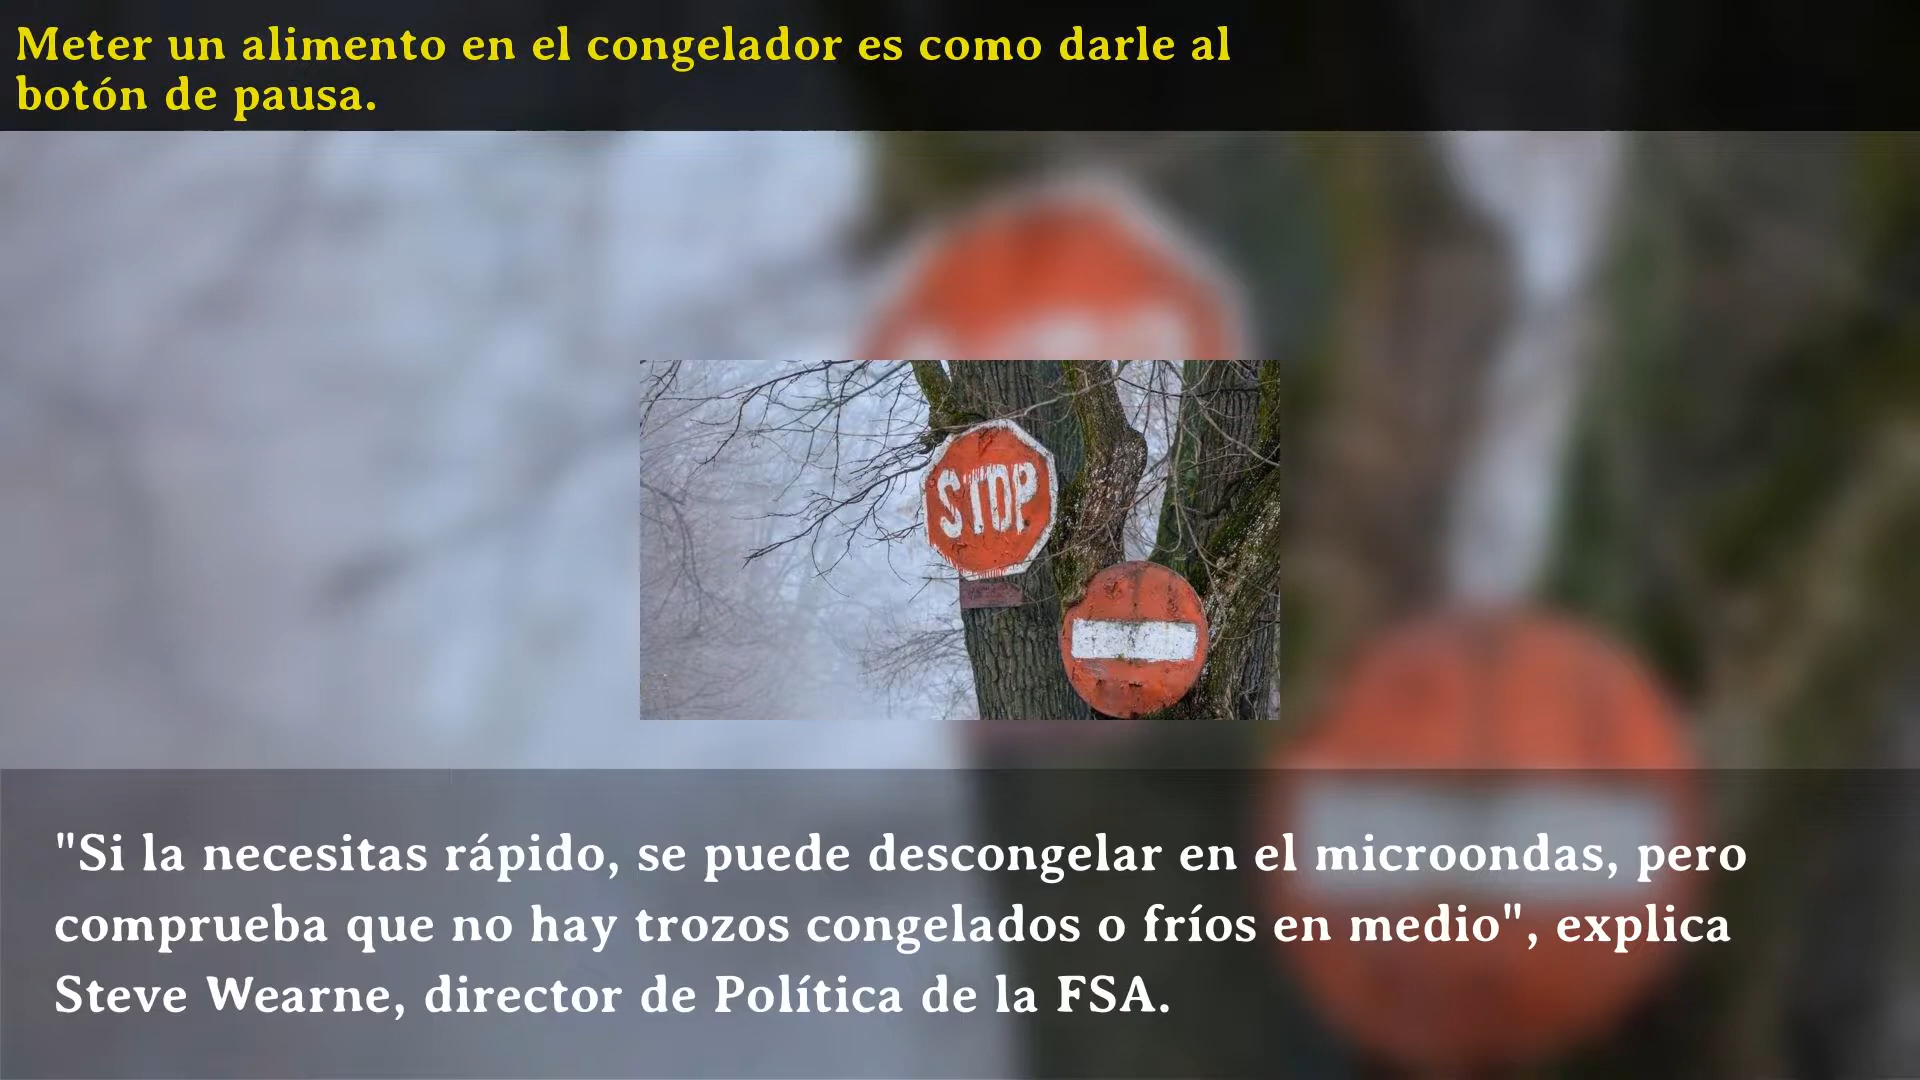 Meter un alimento en el congelador es como darle al
botón de pausa.
STOP
"Si la necesitas rápido, se puede descongelar en el microondas, pero
comprueba que no hay trozos congelados o fríos en medio", explica
Steve Wearne, director de Política de la FSA.